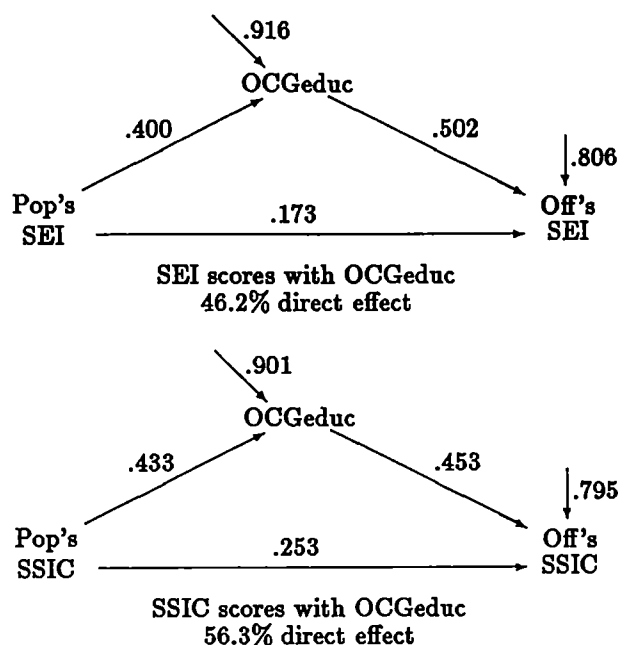 .916
OCGeduc
.400
.502
.806
Pop's
SEI
.173
Off's
SEI
SEI scores with OCGeduc
46.2% direct effect
.901
OCGeduc
.433
.453
.795
Pop's
SSIC
.253
Off's
SSIC
SSIC scores with OCGeduc
56.3% direct effect